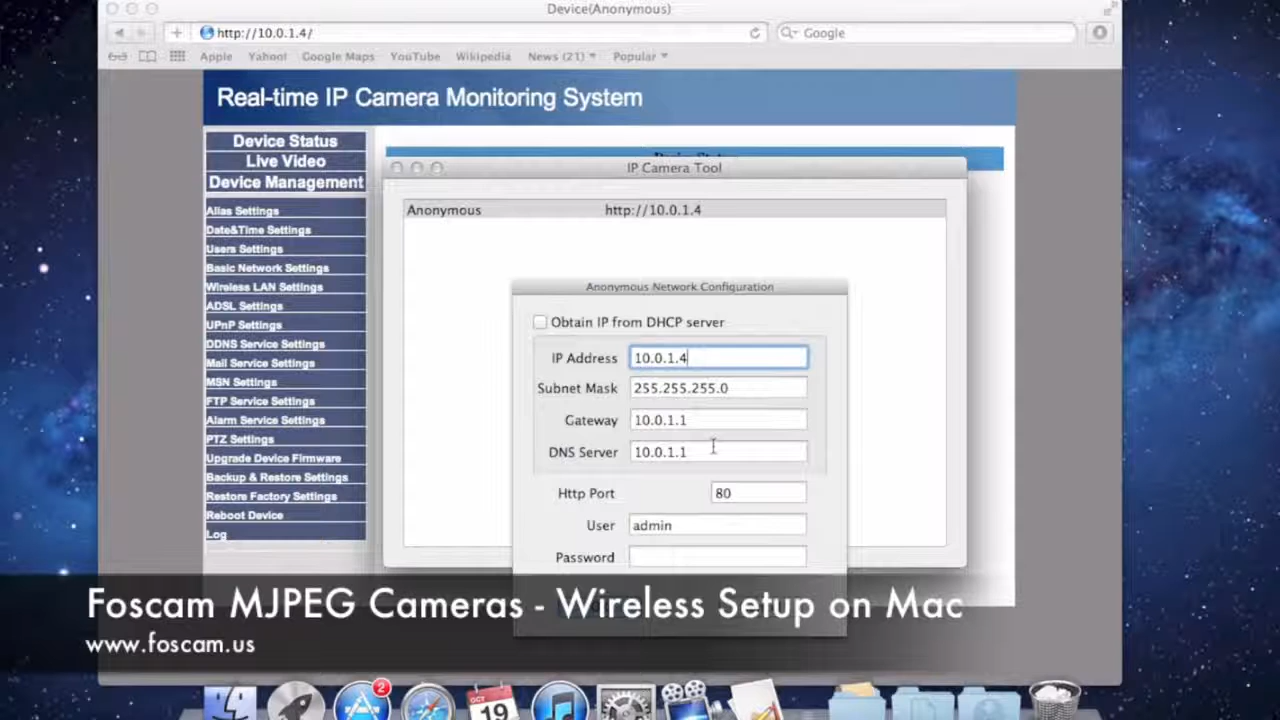 Device(Anonymous)
http://10.0.1.4/
Google
Apple Yahoo! Google Maps YouTube Wikipedia News (21) Popular
Real-time IP Camera Monitoring System
Device Status
Live Video
Device Management
Alias Settings
Date&Time Settings
Users Settings
Basic Network Settings
Wireless LAN Settings
ADSL Settings
UPnP Settings
DDNS Service Settings
Mail Service Settings
MSN Settings
FTP Service Settings
Alarm Service Settings
PTZ Settings
Upgrade Device Firmware
Backup & Restore Settings
Restore Factory Settings
Reboot Device
Log
IP Camera Tool
Anonymous http://10.0.1.4
Anonymous Network Configuration
Obtain IP from DHCP server
IP Address 10.0.1.4
Subnet Mask 255.255.255.0
Gateway 10.0.1.1
DNS Server 10.0.1.1
Http Port 80
User admin
Password
Foscam MJPEG Cameras - Wireless Setup on Mac
www.foscam.us
2
OCT
19